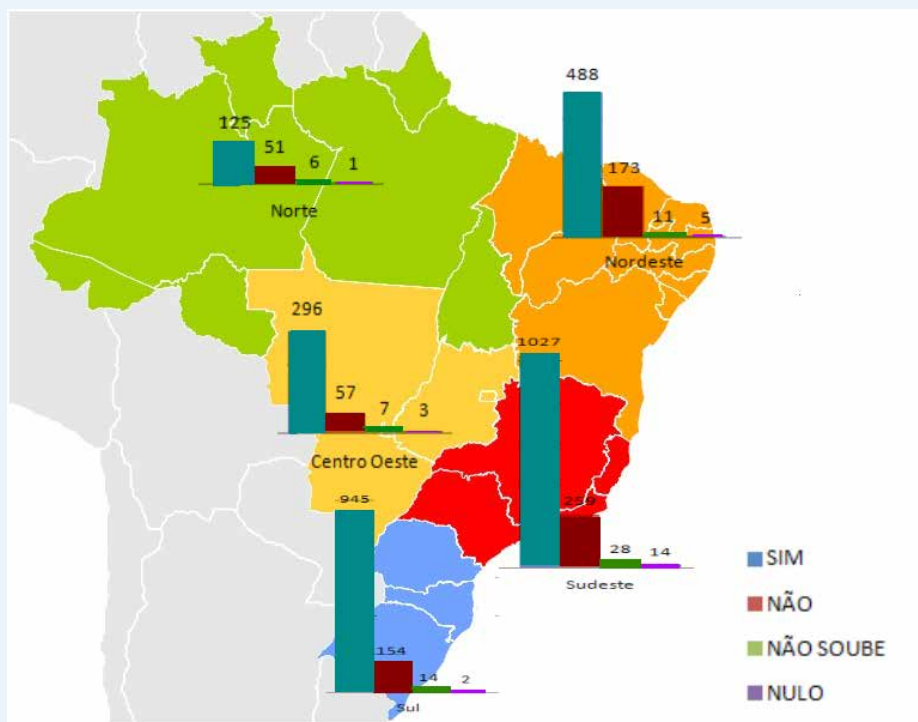 125 51 6 1
Norte
488 173 11 5
Nordeste
296 57 7 3
Centro Oeste
1027 259 28 14
Sudeste
945 154 14 2
Sul
SIM
NÃO
NÃO SOUBE
NULO